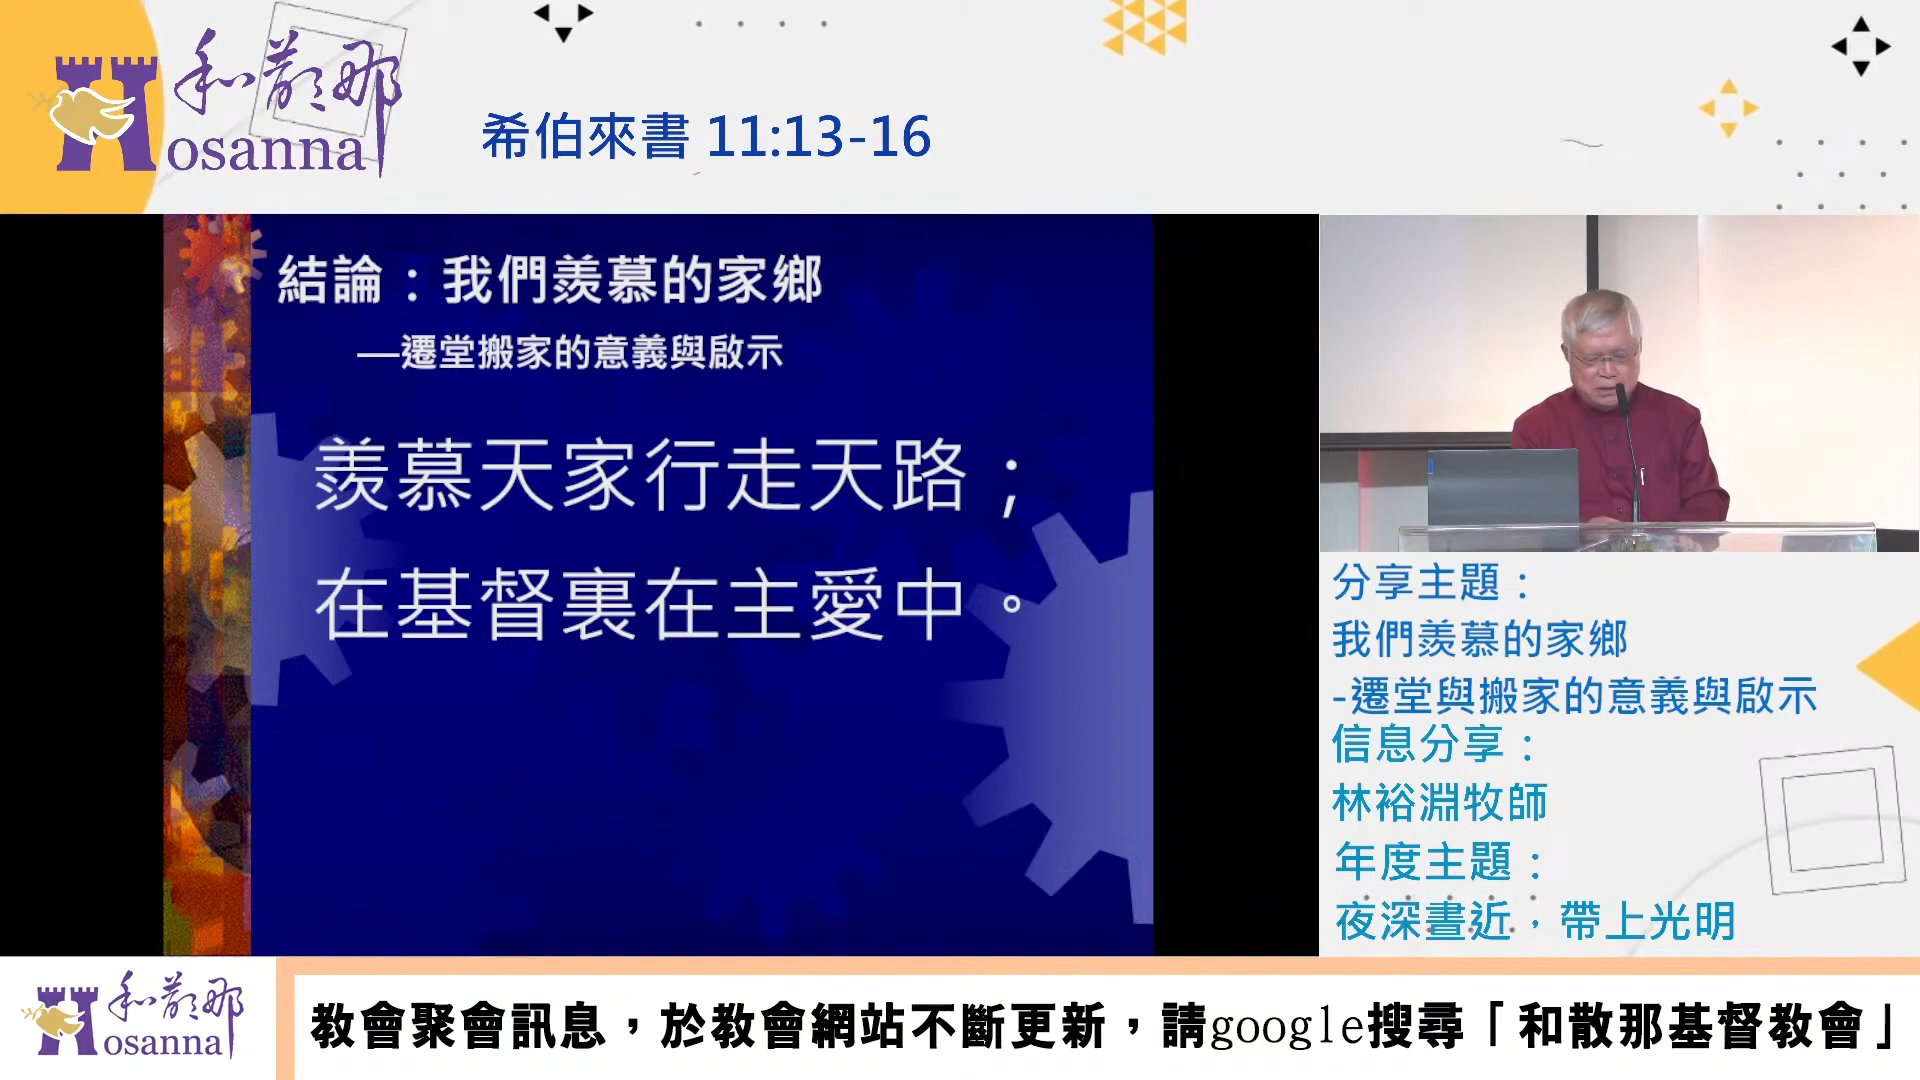 和散那
Hosanna
希伯來書 11:13-16
結論：我們羨慕的家鄉
—遷堂搬家的意義與啟示
羨慕天家行走天路；
在基督裏在主愛中。
分享主題：
我們羨慕的家鄉
-遷堂與搬家的意義與啟示
信息分享：
林裕淵牧師
年度主題：
夜深晝近，帶上光明
和散那
Hosanna
教會聚會訊息，於教會網站不斷更新，請google搜尋「和散那基督教會」